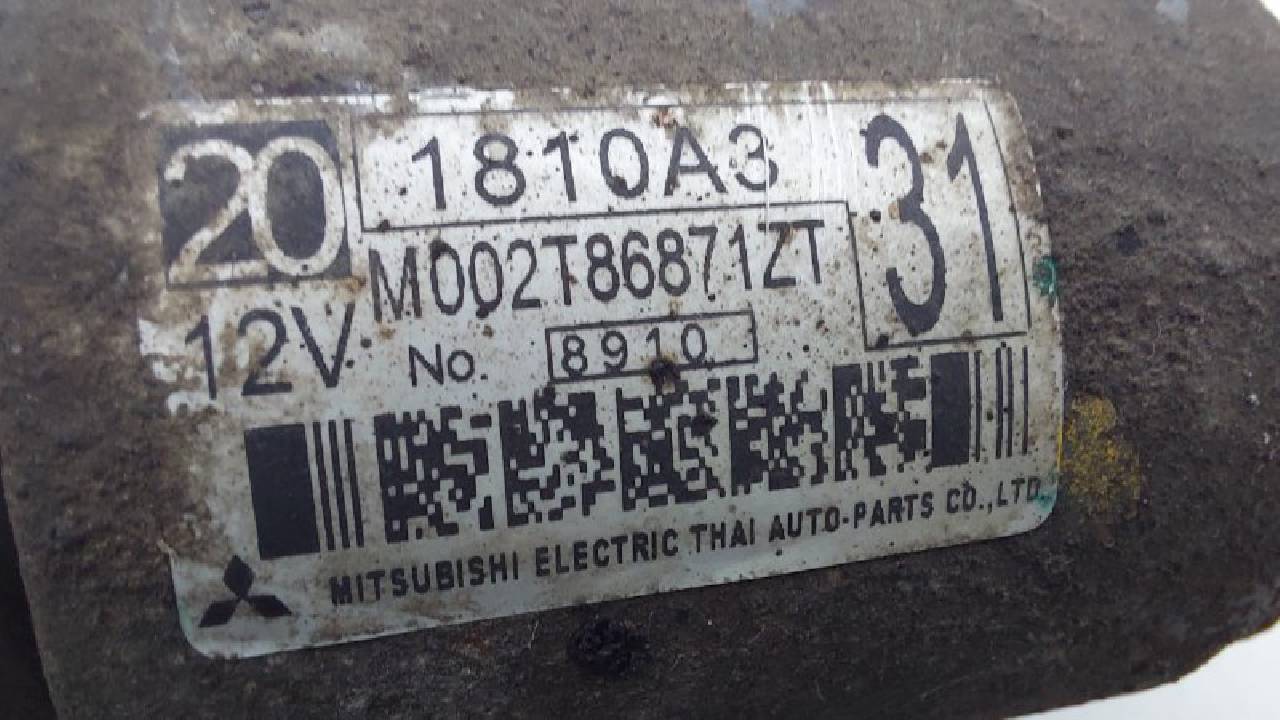 20 1810A3 31
M002T86871ZT
12V No. 8910
MITSUBISHI ELECTRIC THAI AUTO-PARTS CO.,LTD.